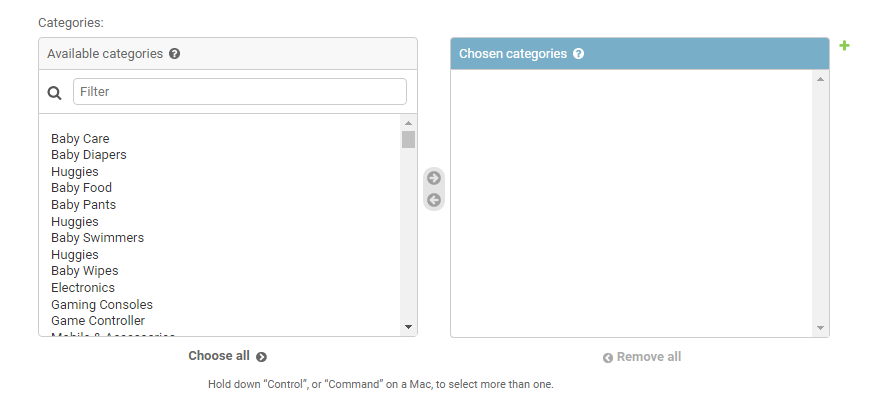 Categories:
Available categories
Filter
Baby Care
Baby Diapers
Huggies
Baby Food
Baby Pants
Huggies
Baby Swimmers
Huggies
Baby Wipes
Electronics
Gaming Consoles
Game Controller
Mobile & Accessories
Choose all
Chosen categories
Remove all
Hold down “Control”, or “Command” on a Mac, to select more than one.